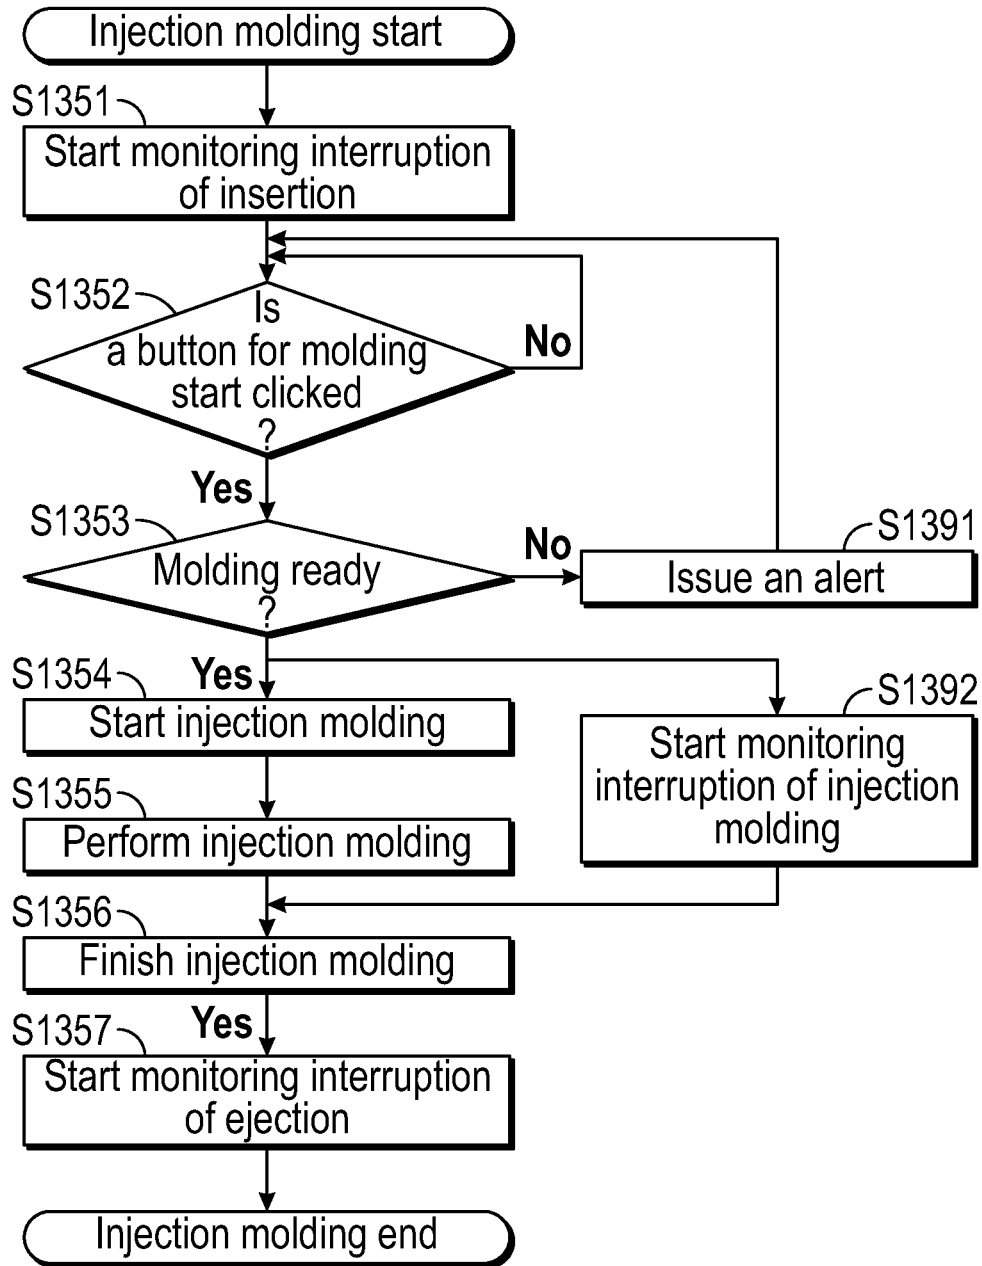 Injection molding start
S1351
Start monitoring interruption
of insertion
S1352
Is
a button for molding
start clicked
?
No
Yes
S1353
Molding ready
?
No
S1391
Issue an alert
Yes
S1354
Start injection molding
S1392
Start monitoring
interruption of injection
molding
S1355
Perform injection molding
S1356
Finish injection molding
Yes
S1357
Start monitoring interruption
of ejection
Injection molding end